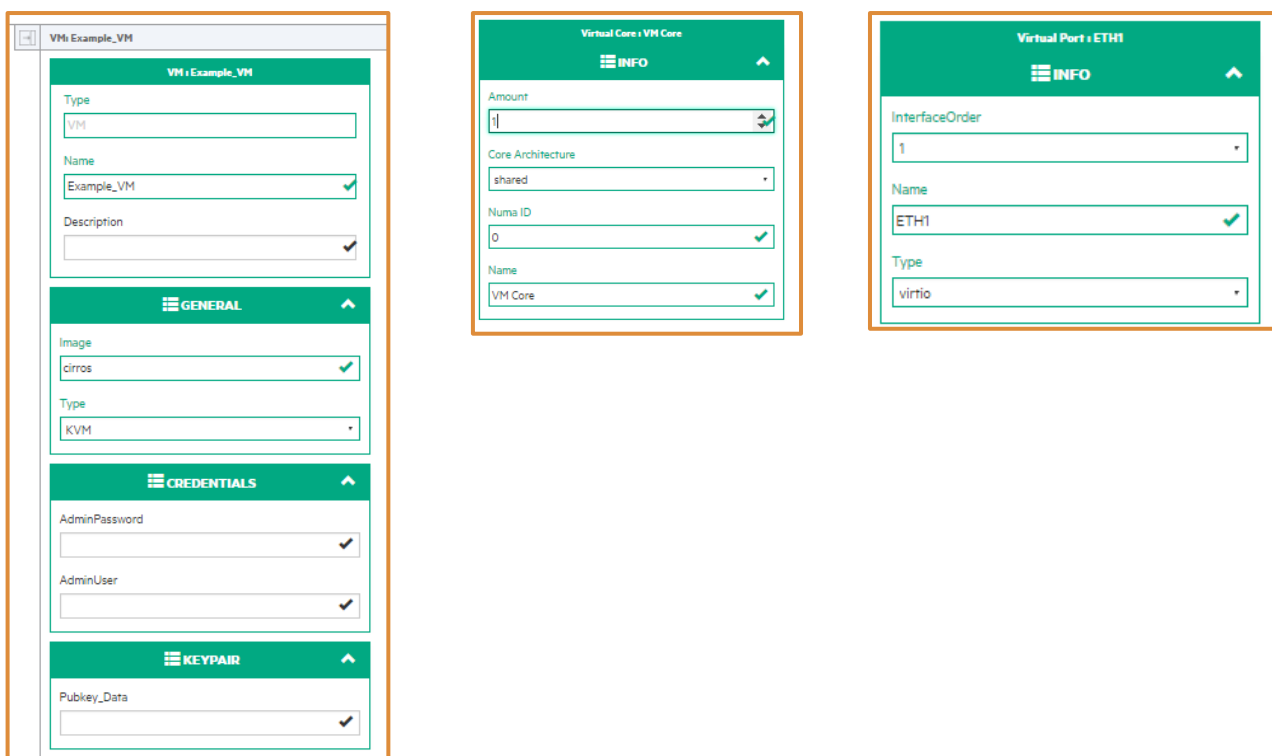 VM: Example_VM
VM : Example_VM
Type
VM
Name
Example_VM
Description
GENERAL
Image
cirros
Type
KVM
CREDENTIALS
AdminPassword
AdminUser
KEYPAIR
Pubkey_Data
Virtual Core : VM Core
INFO
Amount
1
Core Architecture
shared
Numa ID
0
Name
VM Core
Virtual Port : ETH1
INFO
InterfaceOrder
1
Name
ETH1
Type
virtio